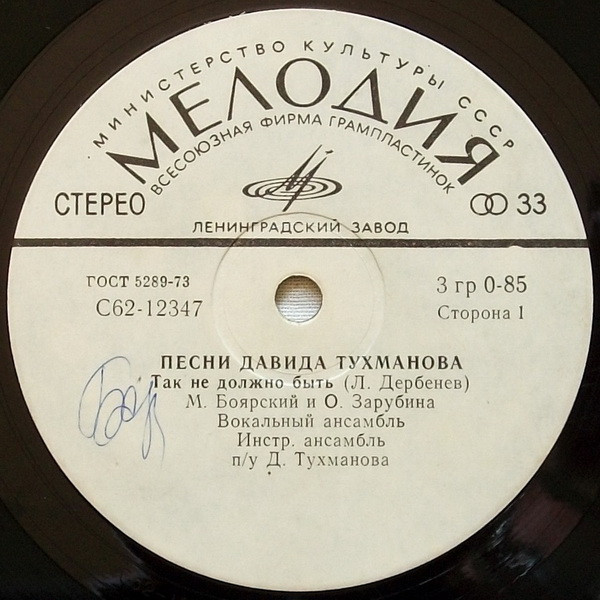 МИНИСТЕРСТВО КУЛЬТУРЫ СССР
МЕЛОДИЯ
ВСЕСОЮЗНАЯ ФИРМА ГРАМПЛАСТИНОК
СТЕРЕО
33
ЛЕНИНГРАДСКИЙ ЗАВОД
ГОСТ 5289-73
3 гр 0-85
С62-12347
Сторона 1
ПЕСНИ ДАВИДА ТУХМАНОВА
Так не должно быть (Л. Дербенев)
М. Боярский и О. Зарубина
Вокальный ансамбль
Инстр. ансамбль
п/у Д. Тухманова